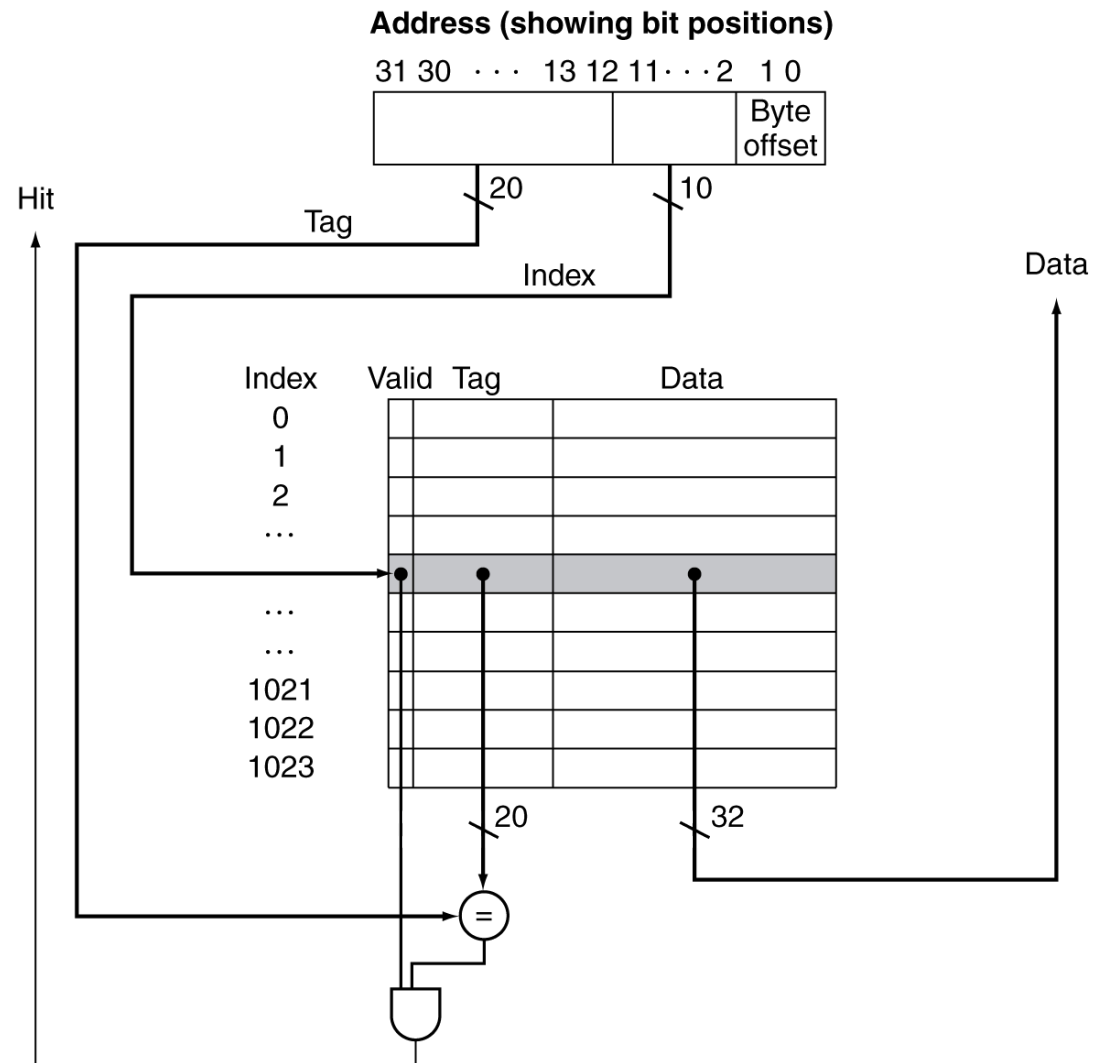 Address (showing bit positions)
31 30 · · · 13 12 11 · · · 2 1 0
Byte
offset
20
10
Hit
Tag
Index
Data
Index Valid Tag Data
0
1
2
...
...
...
1021
1022
1023
20
32
=